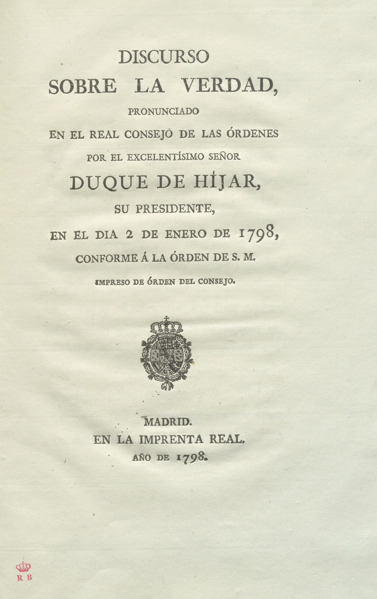 DISCURSO
SOBRE LA VERDAD,
PRONUNCIADO
EN EL REAL CONSEJO DE LAS ÓRDENES
POR EL EXCELENTÍSIMO SEÑOR
DUQUE DE HÍJAR,
SU PRESIDENTE,
EN EL DIA 2 DE ENERO DE 1798,
CONFORME Á LA ÓRDEN DE S. M.
IMPRESO DE ÓRDEN DEL CONSEJO.
MADRID.
EN LA IMPRENTA REAL.
AÑO DE 1798.
R B